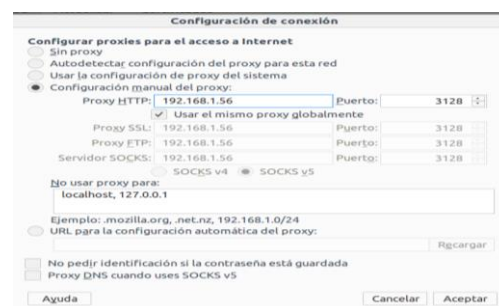 Configuración de conexión
Configurar proxies para el acceso a Internet
Sin proxy
Autodetectar configuración del proxy para esta red
Usar la configuración de proxy del sistema
Configuración manual del proxy:
Proxy HTTP: 192.168.1.56 Puerto: 3128
Usar el mismo proxy globalmente
Proxy SSL: 192.168.1.56 Puerto: 3128
Proxy FTP: 192.168.1.56 Puerto: 3128
Servidor SOCKS: 192.168.1.56 Puerto: 3128
SOCKS v4 SOCKS v5
No usar proxy para:
localhost, 127.0.0.1
Ejemplo: .mozilla.org, .net.nz, 192.168.1.0/24
URL para la configuración automática del proxy:
Recargar
No pedir identificación si la contraseña está guardada
Proxy DNS cuando uses SOCKS v5
Ayuda Cancelar Aceptar